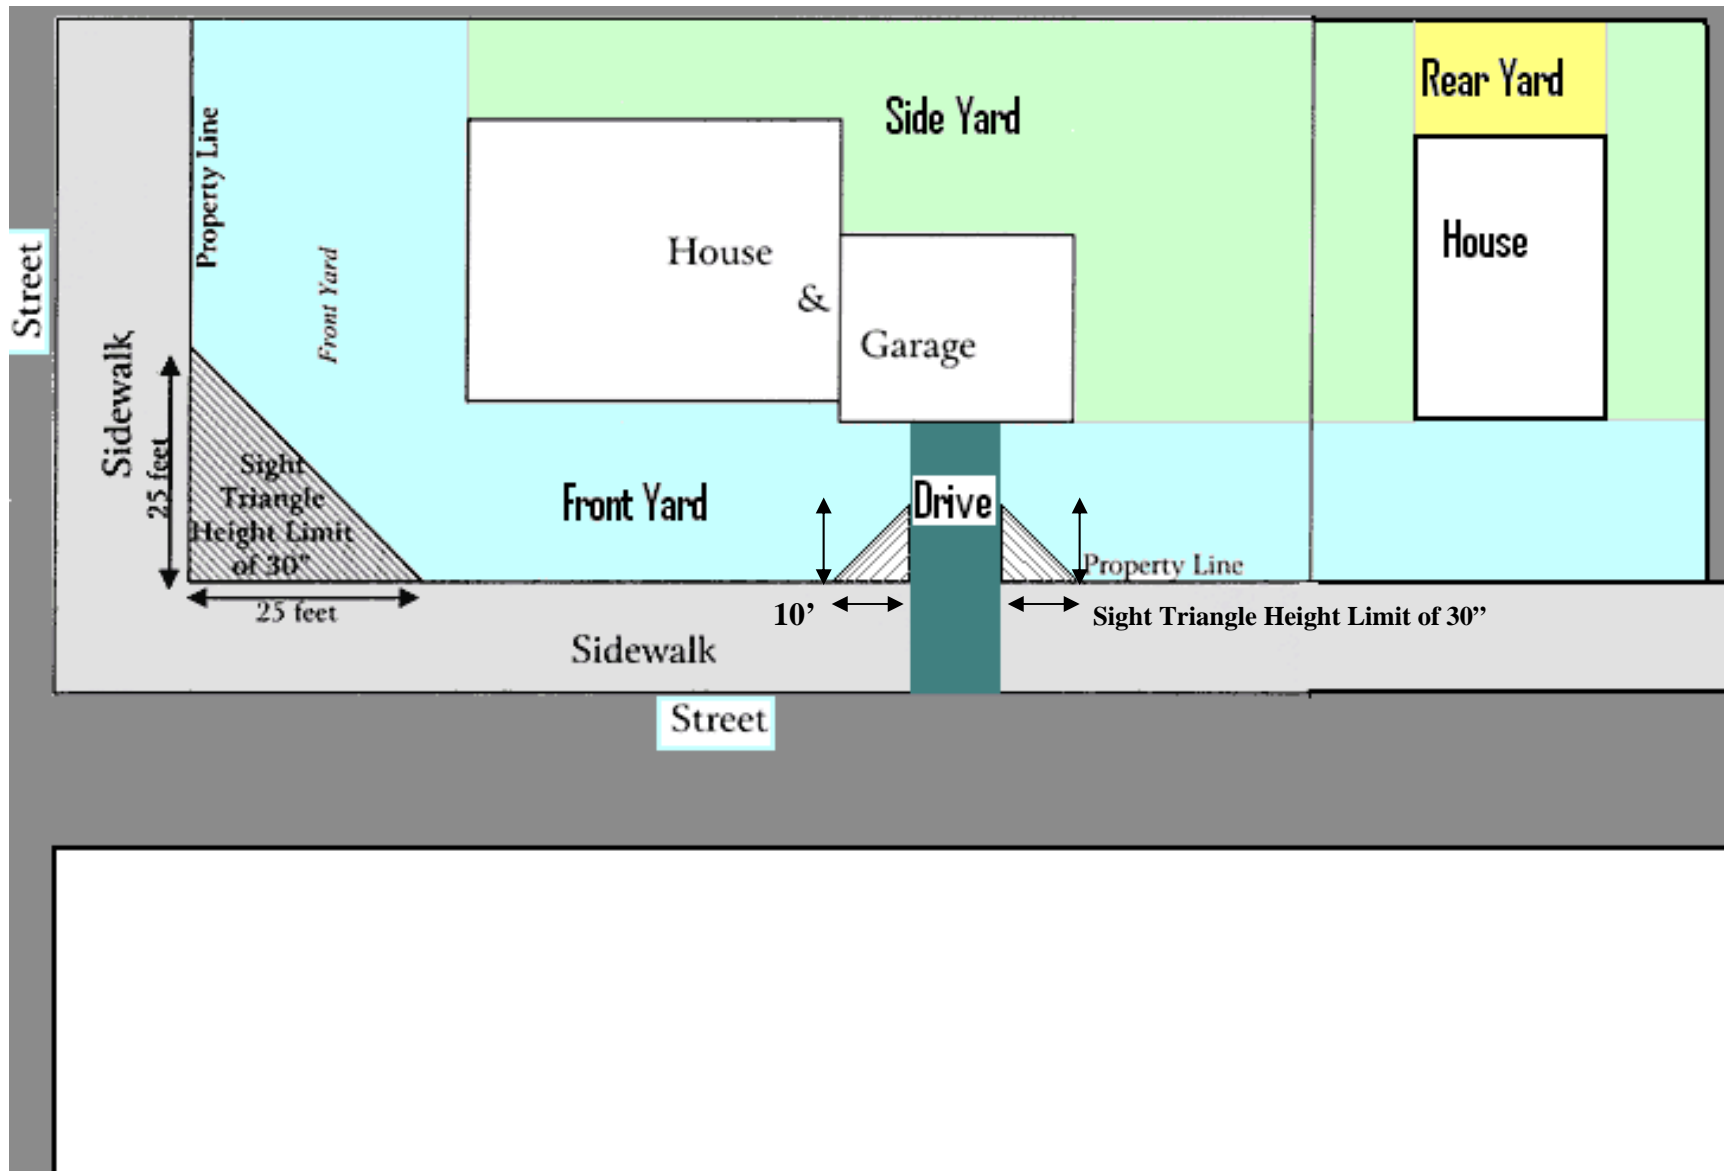 Rear Yard
Side Yard
Property Line
House
&
Garage
House
Front Yard
Street
Sidewalk
25 feet
Sight
Triangle
Height Limit
of 30"
Front Yard
Drive
Property Line
25 feet
10’
Sight Triangle Height Limit of 30”
Sidewalk
Street